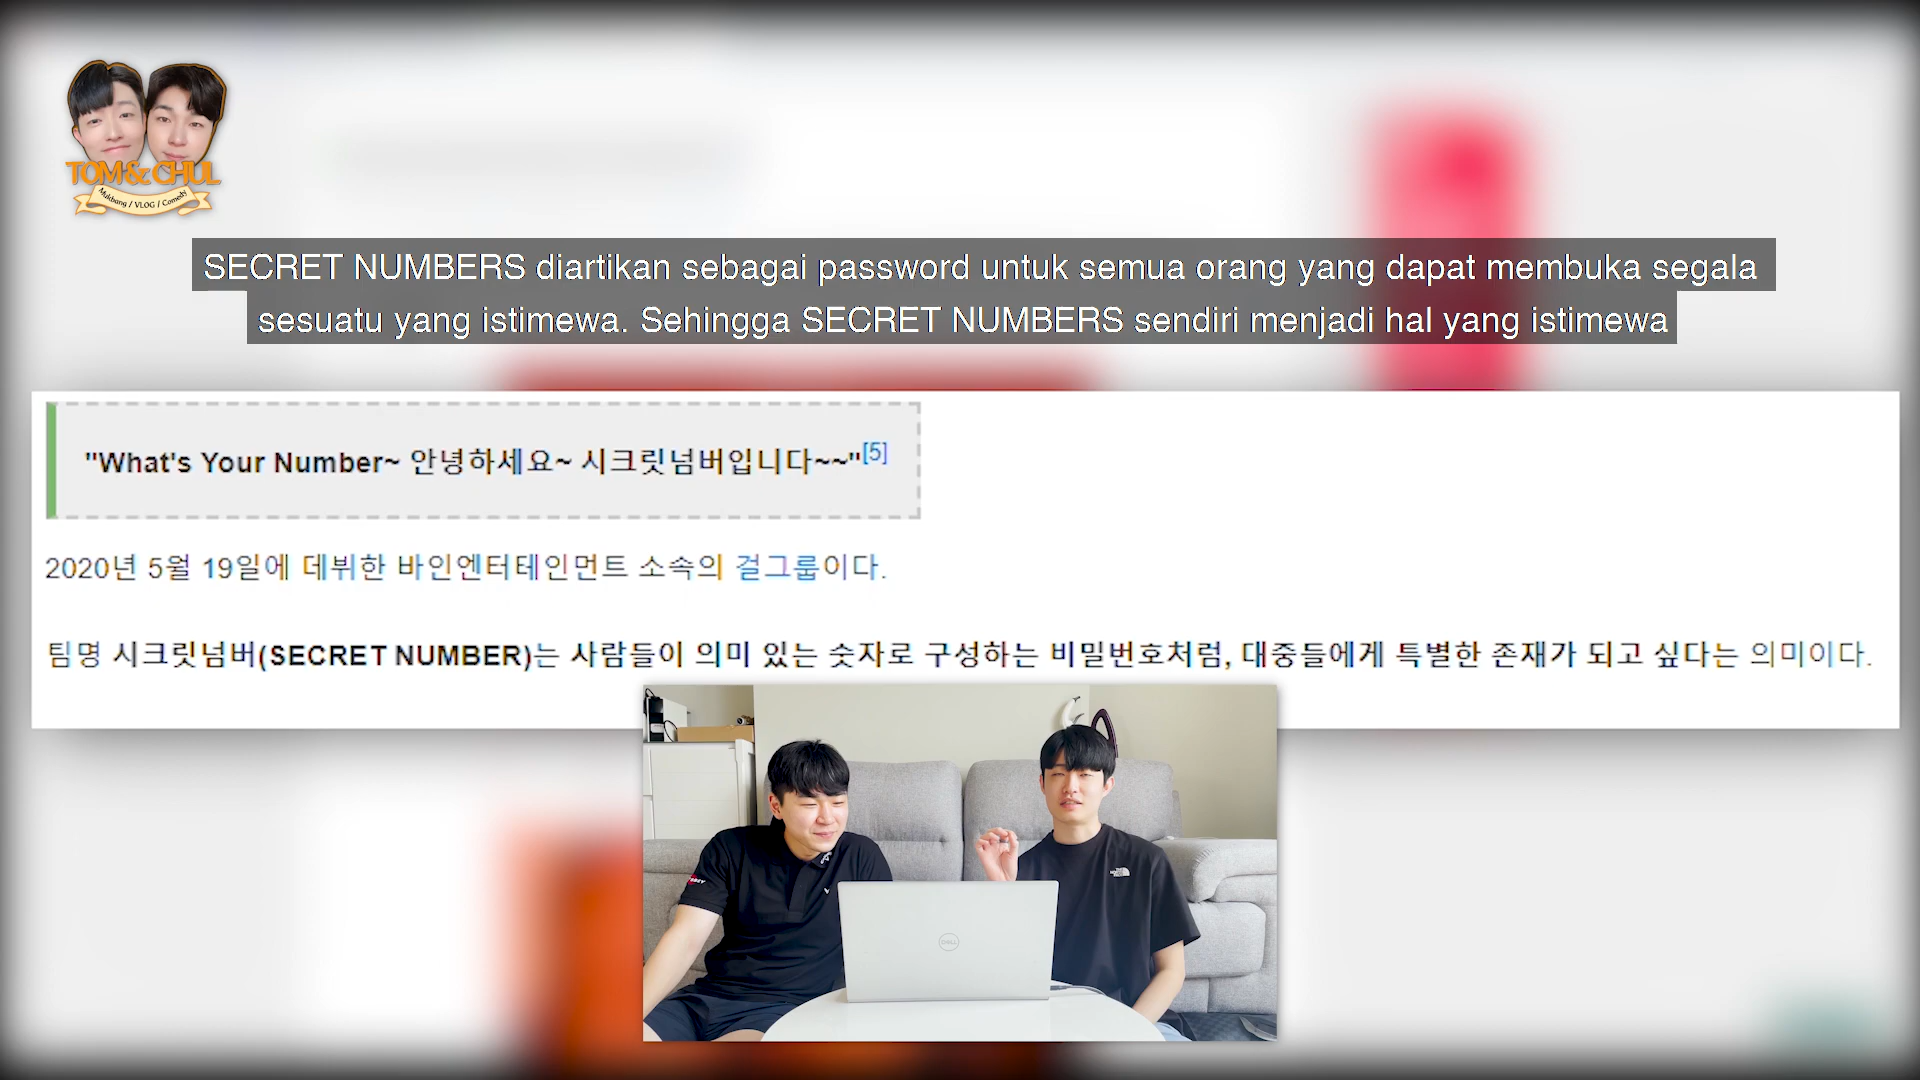 TOM & CHUL
Mukbang / VLOG / Comedy
SECRET NUMBERS diartikan sebagai password untuk semua orang yang dapat membuka segala
sesuatu yang istimewa. Sehingga SECRET NUMBERS sendiri menjadi hal yang istimewa
"What's Your Number~ 안녕하세요~ 시크릿넘버입니다~~"[5]
2020년 5월 19일에 데뷔한 바인엔터테인먼트 소속의 걸그룹이다.
팀명 시크릿넘버(SECRET NUMBER)는 사람들이 의미 있는 숫자로 구성하는 비밀번호처럼, 대중들에게 특별한 존재가 되고 싶다는 의미이다.
DELL